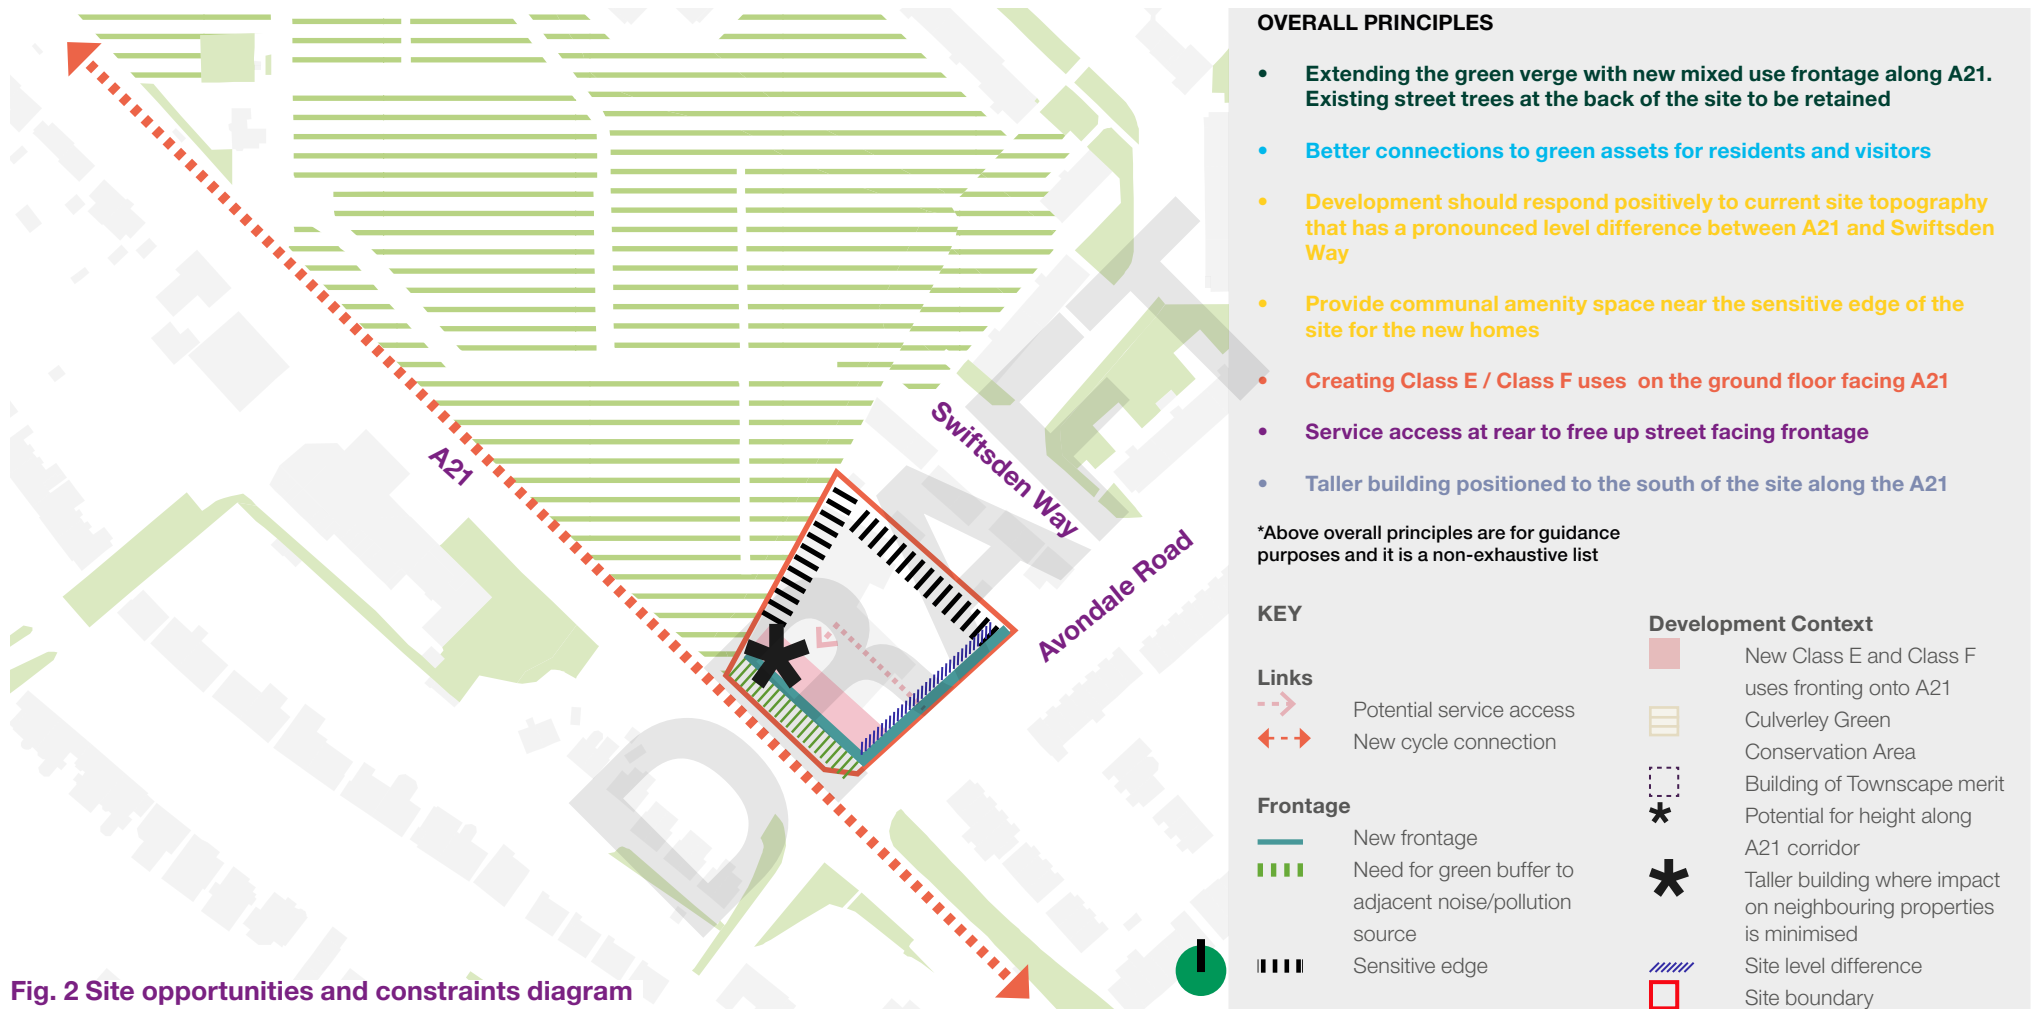 OVERALL PRINCIPLES
• Extending the green verge with new mixed use frontage along A21.
Existing street trees at the back of the site to be retained
• Better connections to green assets for residents and visitors
• Development should respond positively to current site topography
that has a pronounced level difference between A21 and Swiftsden
Way
• Provide communal amenity space near the sensitive edge of the
site for the new homes
• Creating Class E / Class F uses on the ground floor facing A21
• Service access at rear to free up street facing frontage
• Taller building positioned to the south of the site along the A21
*Above overall principles are for guidance
purposes and it is a non-exhaustive list
KEY
Links
Potential service access
New cycle connection
Frontage
New frontage
Need for green buffer to
adjacent noise/pollution
source
Sensitive edge
Development Context
New Class E and Class F
uses fronting onto A21
Culverley Green
Conservation Area
Building of Townscape merit
Potential for height along
A21 corridor
Taller building where impact
on neighbouring properties
is minimised
Site level difference
Site boundary
A21
Swiftsden Way
Avondale Road
DRAFT
Fig. 2 Site opportunities and constraints diagram